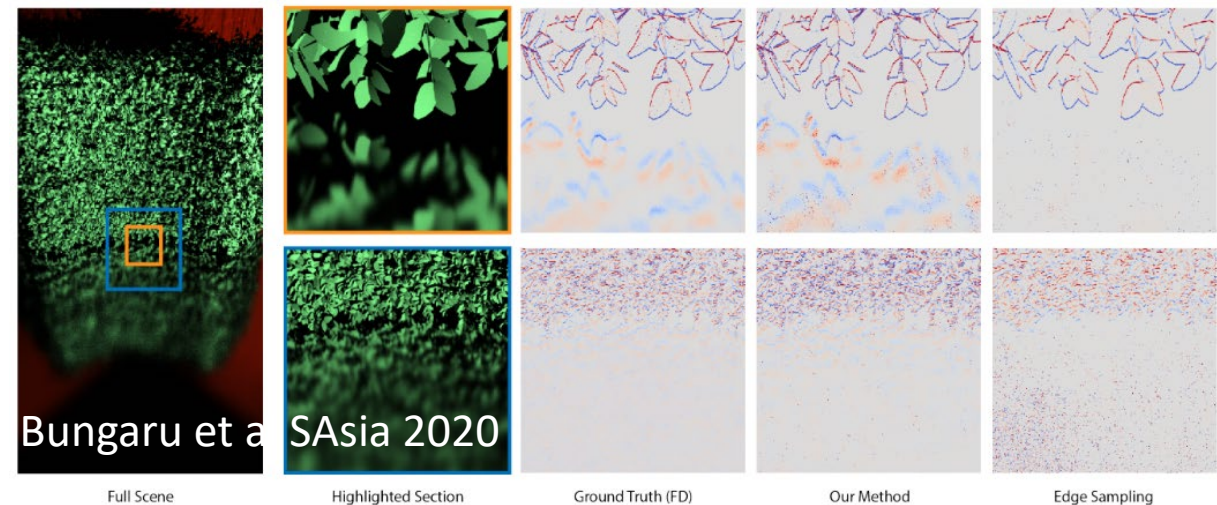 Bungaru et a SAsia 2020
Full Scene
Highlighted Section
Ground Truth (FD)
Our Method
Edge Sampling